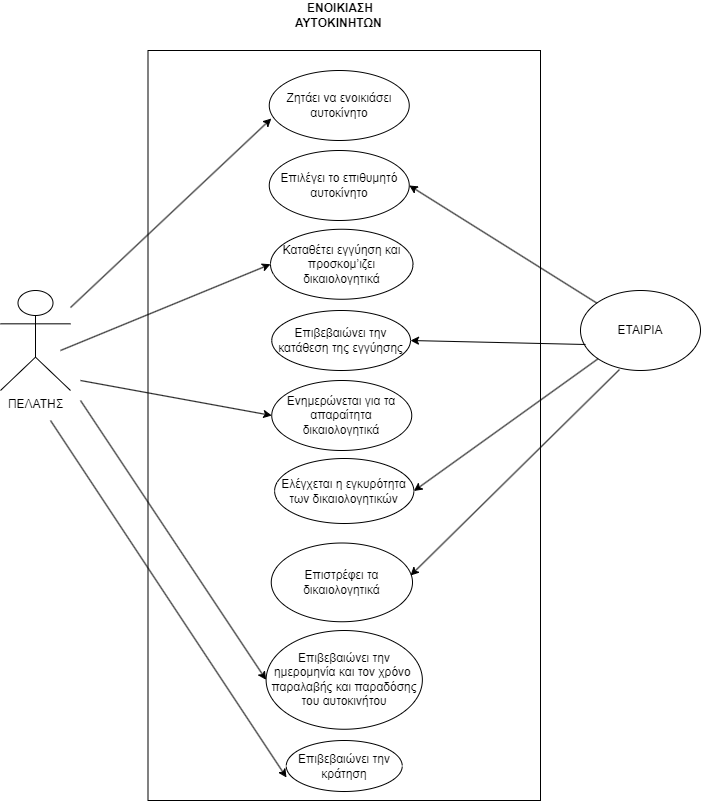 ΕΝΟΙΚΙΑΣΗ
ΑΥΤΟΚΙΝΗΤΩΝ
Ζητάει να ενοικιάσει
αυτοκίνητο
Επιλέγει το επιθυμητό
αυτοκίνητο
Καταθέτει εγγύηση και
προσκομ'ιζει
δικαιολογητικά
Επιβεβαιώνει την
κατάθεση της εγγύησης
ΕΤΑΙΡΙΑ
ΠΕΛΑΤΗΣ
Ενημερώνεται για τα
απαραίτητα
δικαιολογητικά
Ελέγχεται η εγκυρότητα
των δικαιολογητικών
Επιστρέφει τα
δικαιολογητικά
Επιβεβαιώνει την
ημερομηνία και τον χρόνο
παραλαβής και παράδοσης
του αυτοκινήτου
Επιβεβαιώνει την
κράτηση